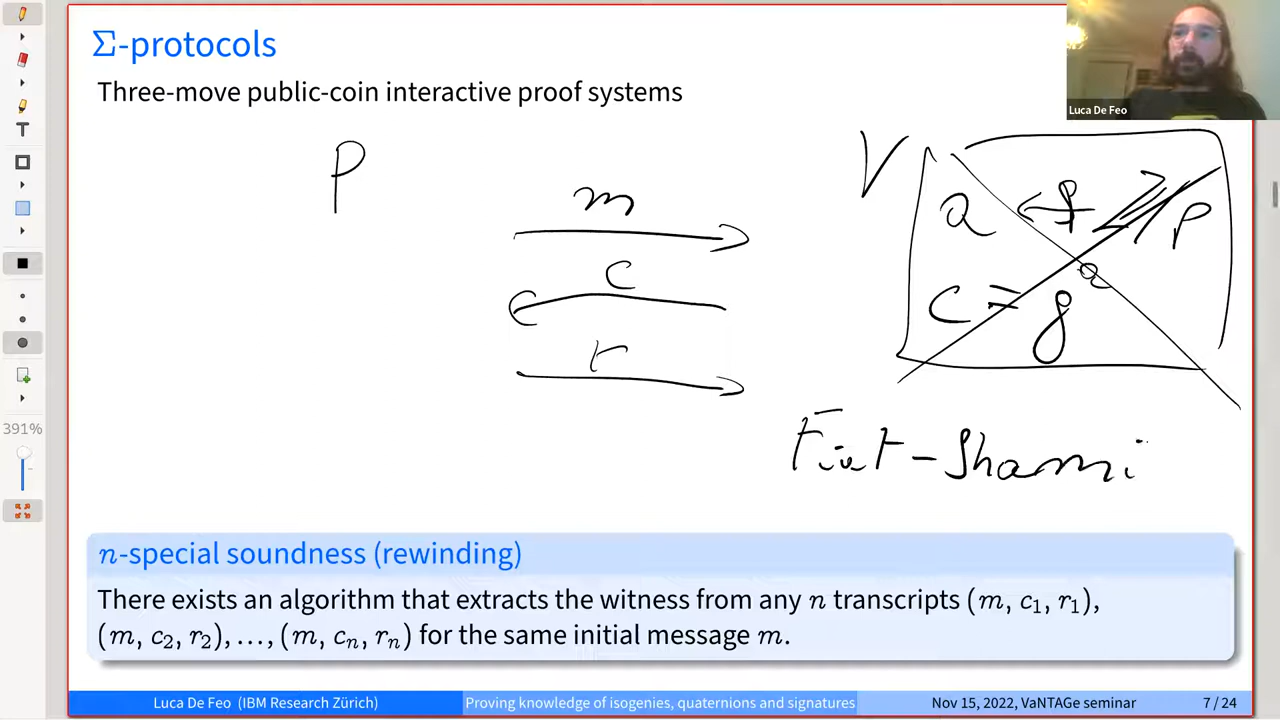 Σ-protocols
Three-move public-coin interactive proof systems
Luca De Feo
P
V
m
c
r
a ← $ P
c = g^a
Fiat-Shami
T
391%
n-special soundness (rewinding)
There exists an algorithm that extracts the witness from any n transcripts (m, c₁, r₁),
(m, c₂, r₂), …, (m, cₙ, rₙ) for the same initial message m.
Luca De Feo (IBM Research Zürich)
Proving knowledge of isogenies, quaternions and signatures
Nov 15, 2022, VaNTAGe seminar
7 / 24